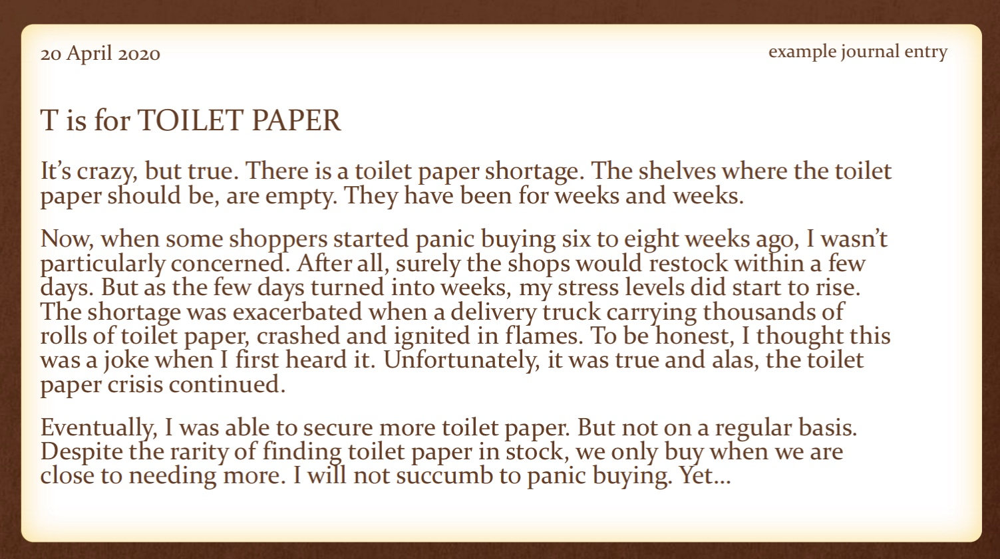 20 April 2020
example journal entry
T is for TOILET PAPER
It’s crazy, but true. There is a toilet paper shortage. The shelves where the toilet
paper should be, are empty. They have been for weeks and weeks.
Now, when some shoppers started panic buying six to eight weeks ago, I wasn’t
particularly concerned. After all, surely the shops would restock within a few
days. But as the few days turned into weeks, my stress levels did start to rise.
The shortage was exacerbated when a delivery truck carrying thousands of
rolls of toilet paper, crashed and ignited in flames. To be honest, I thought this
was a joke when I first heard it. Unfortunately, it was true and alas, the toilet
paper crisis continued.
Eventually, I was able to secure more toilet paper. But not on a regular basis.
Despite the rarity of finding toilet paper in stock, we only buy when we are
close to needing more. I will not succumb to panic buying. Yet...